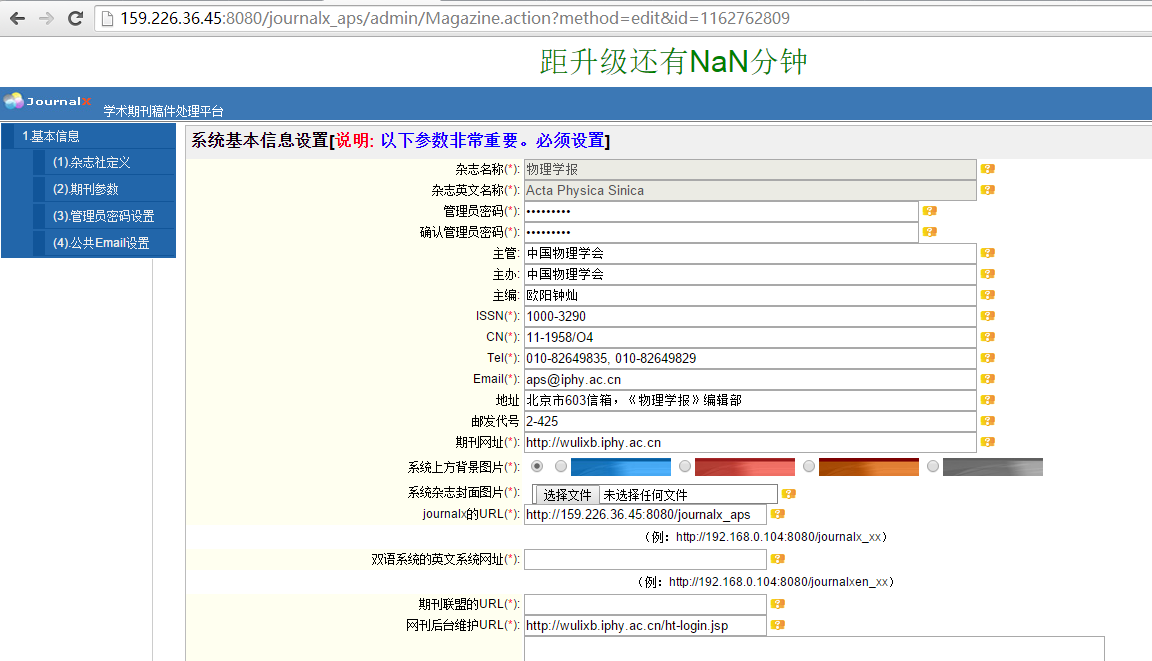 159.226.36.45:8080/journalx_aps/admin/Magazine.action?method=edit&id=1162762809
距升级还有NaN分钟
JournalX 学术期刊稿件处理平台
1.基本信息
(1).杂志社定义
(2).期刊参数
(3).管理员密码设置
(4).公共Email设置
系统基本信息设置[说明: 以下参数非常重要。必须设置]
杂志名称(*): 物理学报
杂志英文名称(*): Acta Physica Sinica
管理员密码(*): •••••••••
确认管理员密码(*): •••••••••
主管: 中国物理学会
主办: 中国物理学会
主编: 欧阳钟灿
ISSN(*): 1000-3290
CN(*): 11-1958/O4
Tel(*): 010-82649835, 010-82649829
Email(*): aps@iphy.ac.cn
地址 北京市603信箱，《物理学报》编辑部
邮发代号 2-425
期刊网址(*): http://wulixb.iphy.ac.cn
系统上方背景图片(*):
系统杂志封面图片(*): 选择文件 未选择任何文件
journalx的URL(*): http://159.226.36.45:8080/journalx_aps
（例：http://192.168.0.104:8080/journalx_xx）
双语系统的英文系统网址(*):
（例：http://192.168.0.104:8080/journalxen_xx）
期刊联盟的URL(*):
网刊后台维护URL(*): http://wulixb.iphy.ac.cn/ht-login.jsp